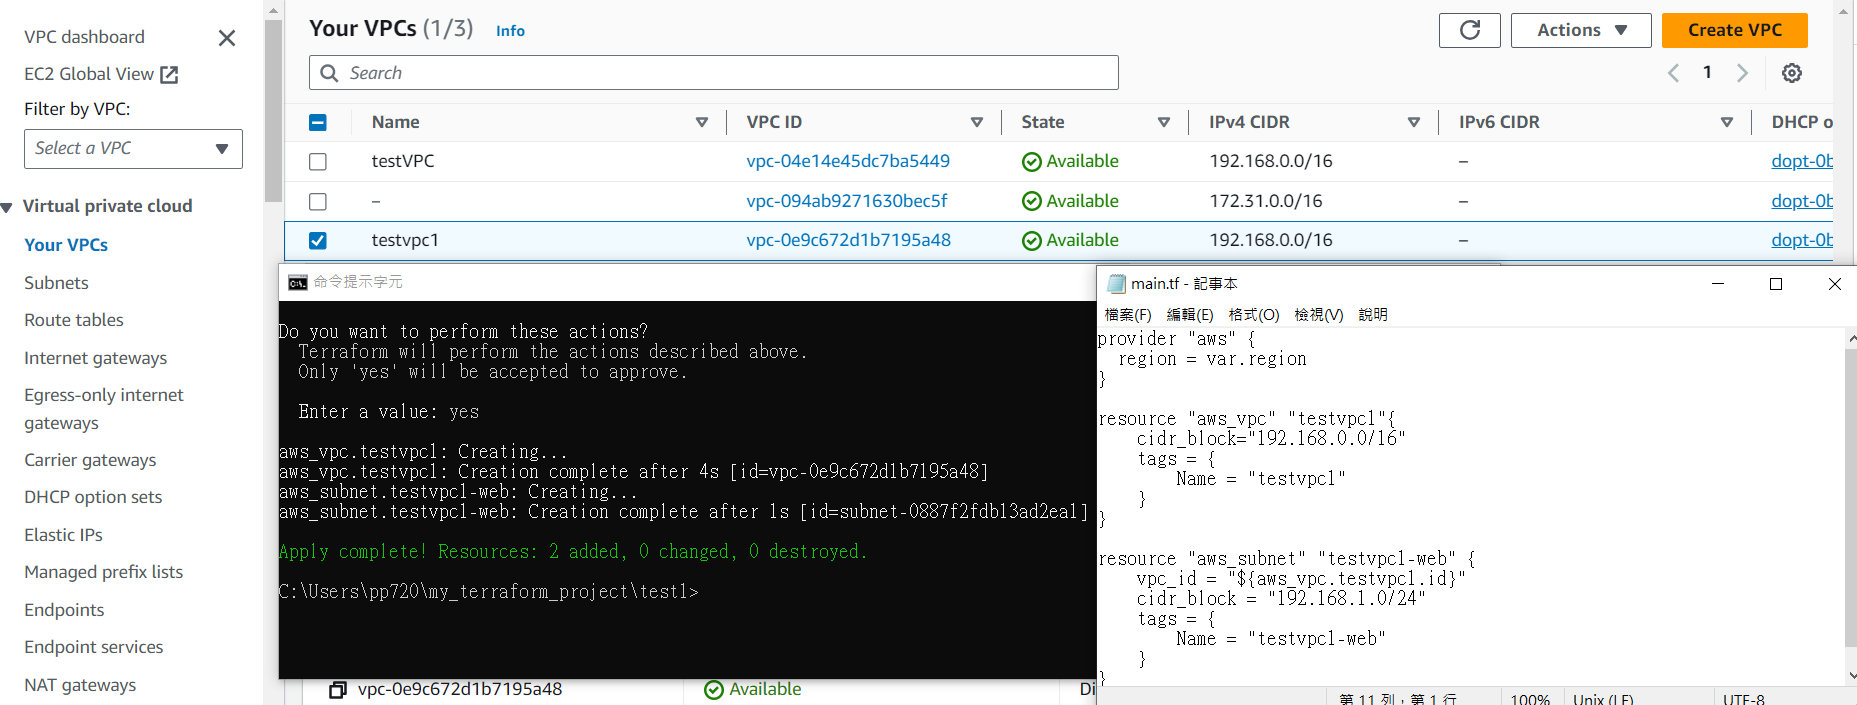 VPC dashboard
EC2 Global View
Filter by VPC:
Select a VPC
Virtual private cloud
Your VPCs
Subnets
Route tables
Internet gateways
Egress-only internet
gateways
Carrier gateways
DHCP option sets
Elastic IPs
Managed prefix lists
Endpoints
Endpoint services
NAT gateways
Your VPCs (1/3) Info
Actions
Create VPC
Search
1
Name VPC ID State IPv4 CIDR IPv6 CIDR DHCP o
testVPC vpc-04e14e45dc7ba5449 Available 192.168.0.0/16 – dopt-0b
– vpc-094ab9271630bec5f Available 172.31.0.0/16 – dopt-0b
testvpc1 vpc-0e9c672d1b7195a48 Available 192.168.0.0/16 – dopt-0b
命令提示字元
Do you want to perform these actions?
Terraform will perform the actions described above.
Only 'yes' will be accepted to approve.
Enter a value: yes
aws_vpc.testvpc1: Creating...
aws_vpc.testvpc1: Creation complete after 4s [id=vpc-0e9c672d1b7195a48]
aws_subnet.testvpc1-web: Creating...
aws_subnet.testvpc1-web: Creation complete after 1s [id=subnet-0887f2fdb13ad2ea1]
Apply complete! Resources: 2 added, 0 changed, 0 destroyed.
C:\Users\pp720\my_terraform_project\test1>
vpc-0e9c672d1b7195a48 Available Di
main.tf - 記事本
檔案(F) 編輯(E) 格式(O) 檢視(V) 說明
provider "aws" {
region = var.region
}
resource "aws_vpc" "testvpc1"{
cidr_block="192.168.0.0/16"
tags = {
Name = "testvpc1"
}
}
resource "aws_subnet" "testvpc1-web" {
vpc_id = "${aws_vpc.testvpc1.id}"
cidr_block = "192.168.1.0/24"
tags = {
Name = "testvpc1-web"
}
}
第 11 列，第 1 行 100% Unix (LF) UTF-8